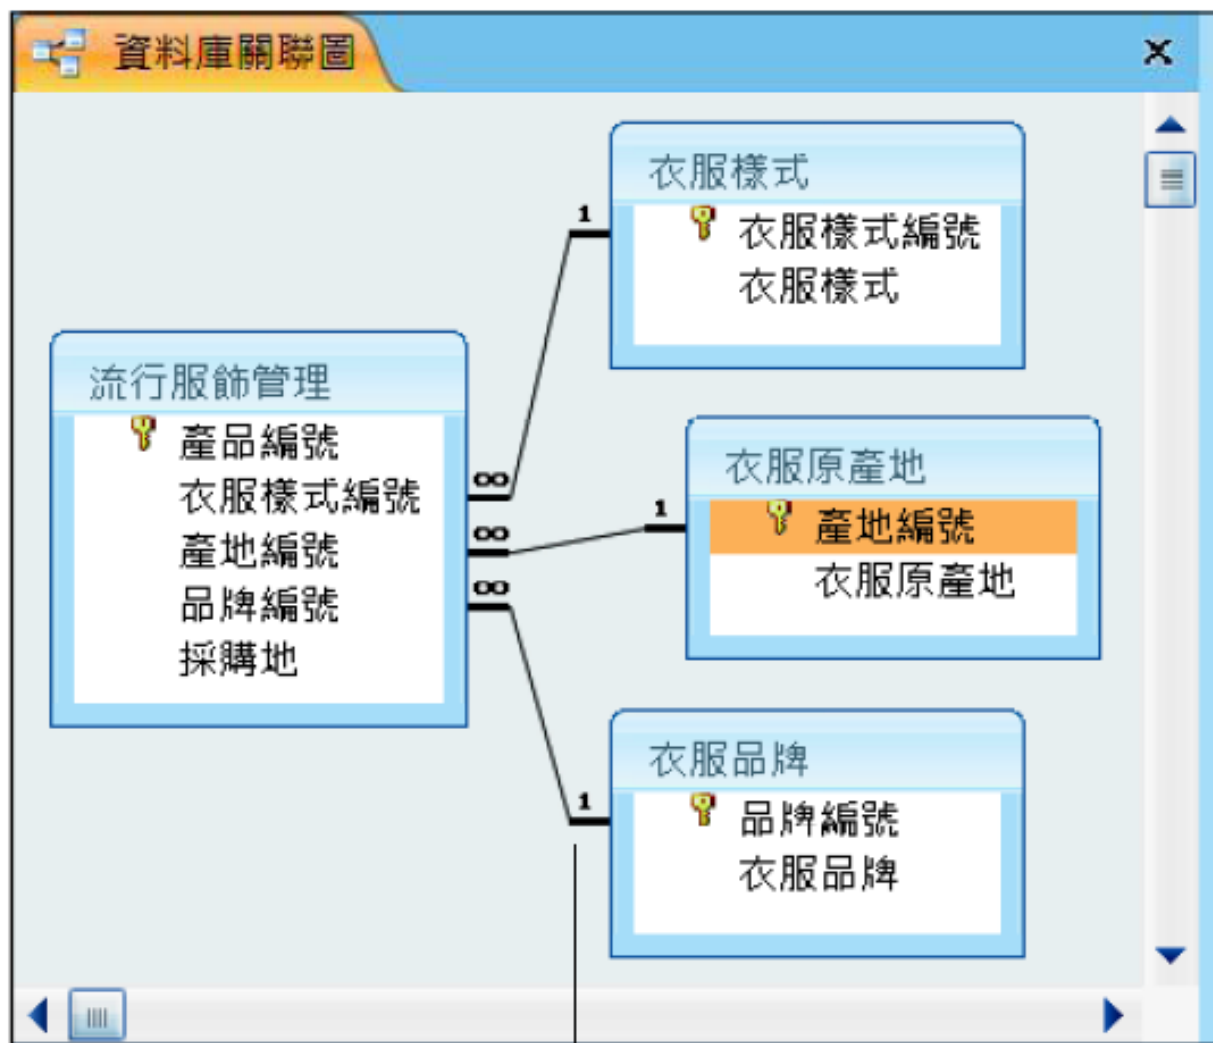 資料庫關聯圖
衣服樣式
1
衣服樣式編號
衣服樣式
流行服飾管理
產品編號
衣服樣式編號
產地編號
品牌編號
採購地
∞
∞
∞
衣服原產地
1
產地編號
衣服原產地
衣服品牌
1
品牌編號
衣服品牌